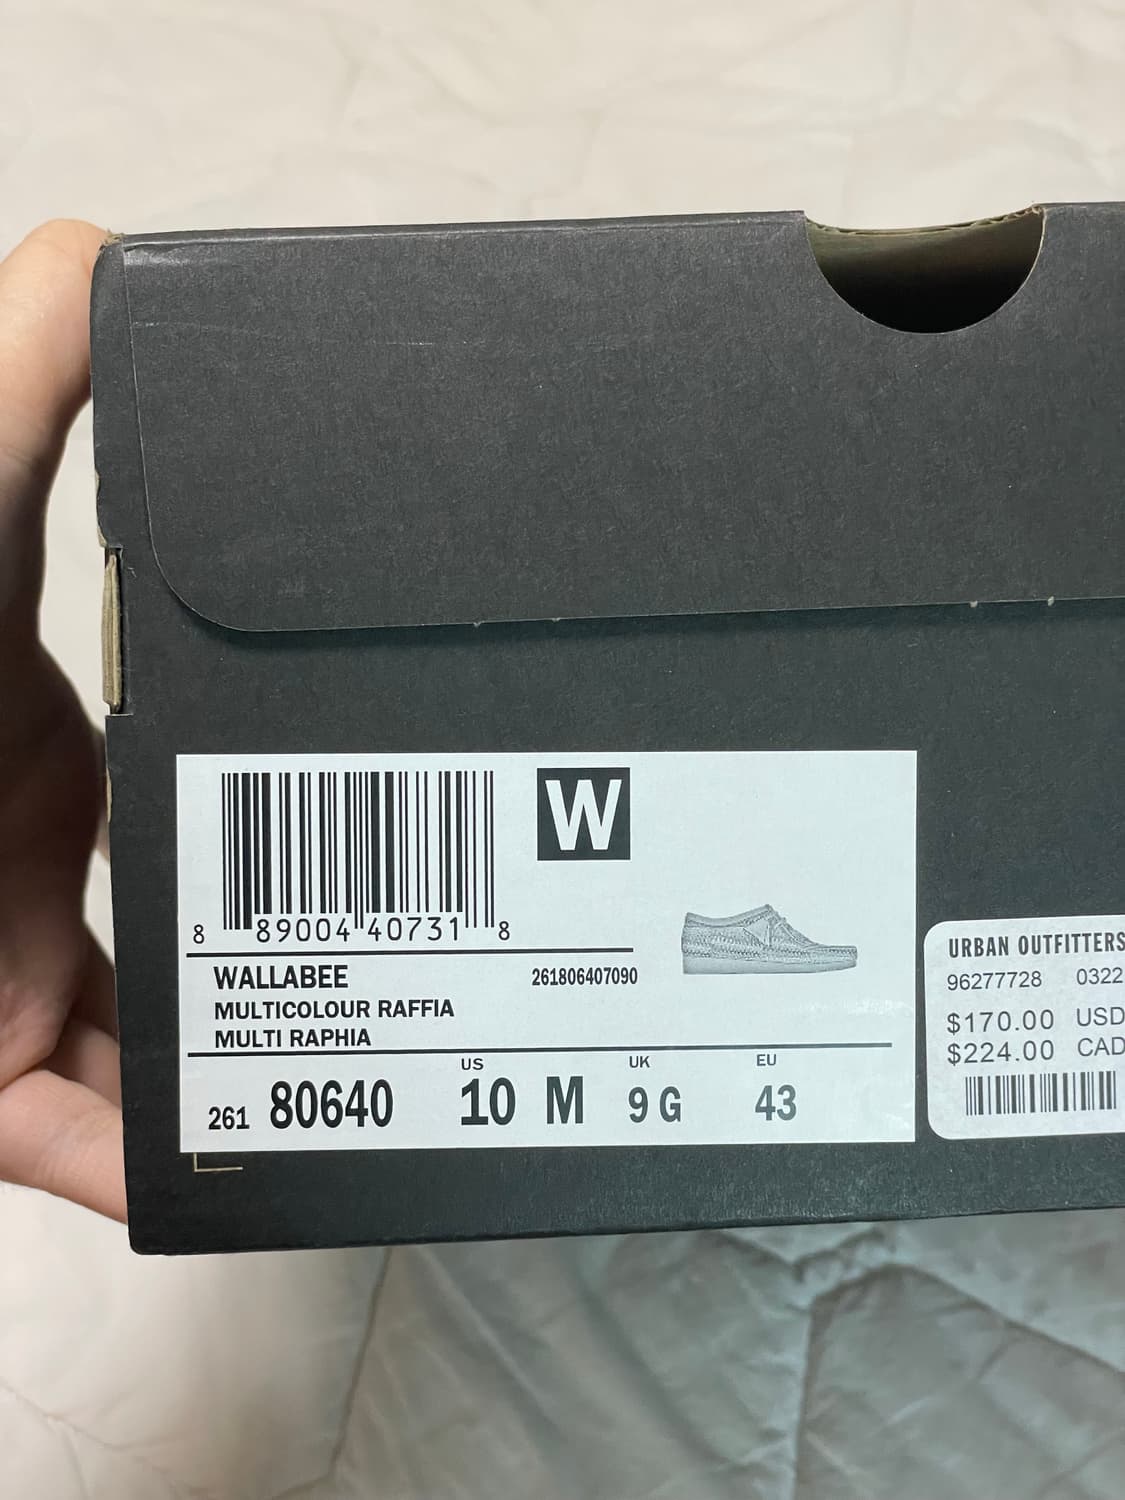 W
8 89004 40731 8
WALLABEE 261806407090
MULTICOLOUR RAFFIA
MULTI RAPHIA
US UK EU
261 80640 10 M 9 G 43
URBAN OUTFITTERS
96277728 0322
$170.00 USD
$224.00 CAD